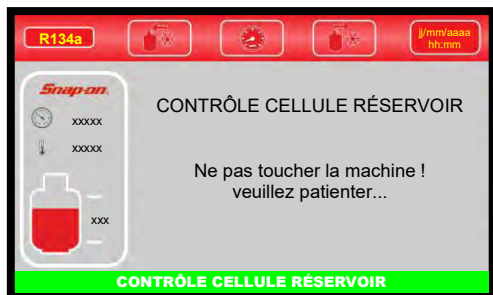 R134a
jj/mm/aaaa
hh:mm
Snap-on
xxxxx
xxxxx
xxx
CONTRÔLE CELLULE RÉSERVOIR
Ne pas toucher la machine !
veuillez patienter...
CONTRÔLE CELLULE RÉSERVOIR